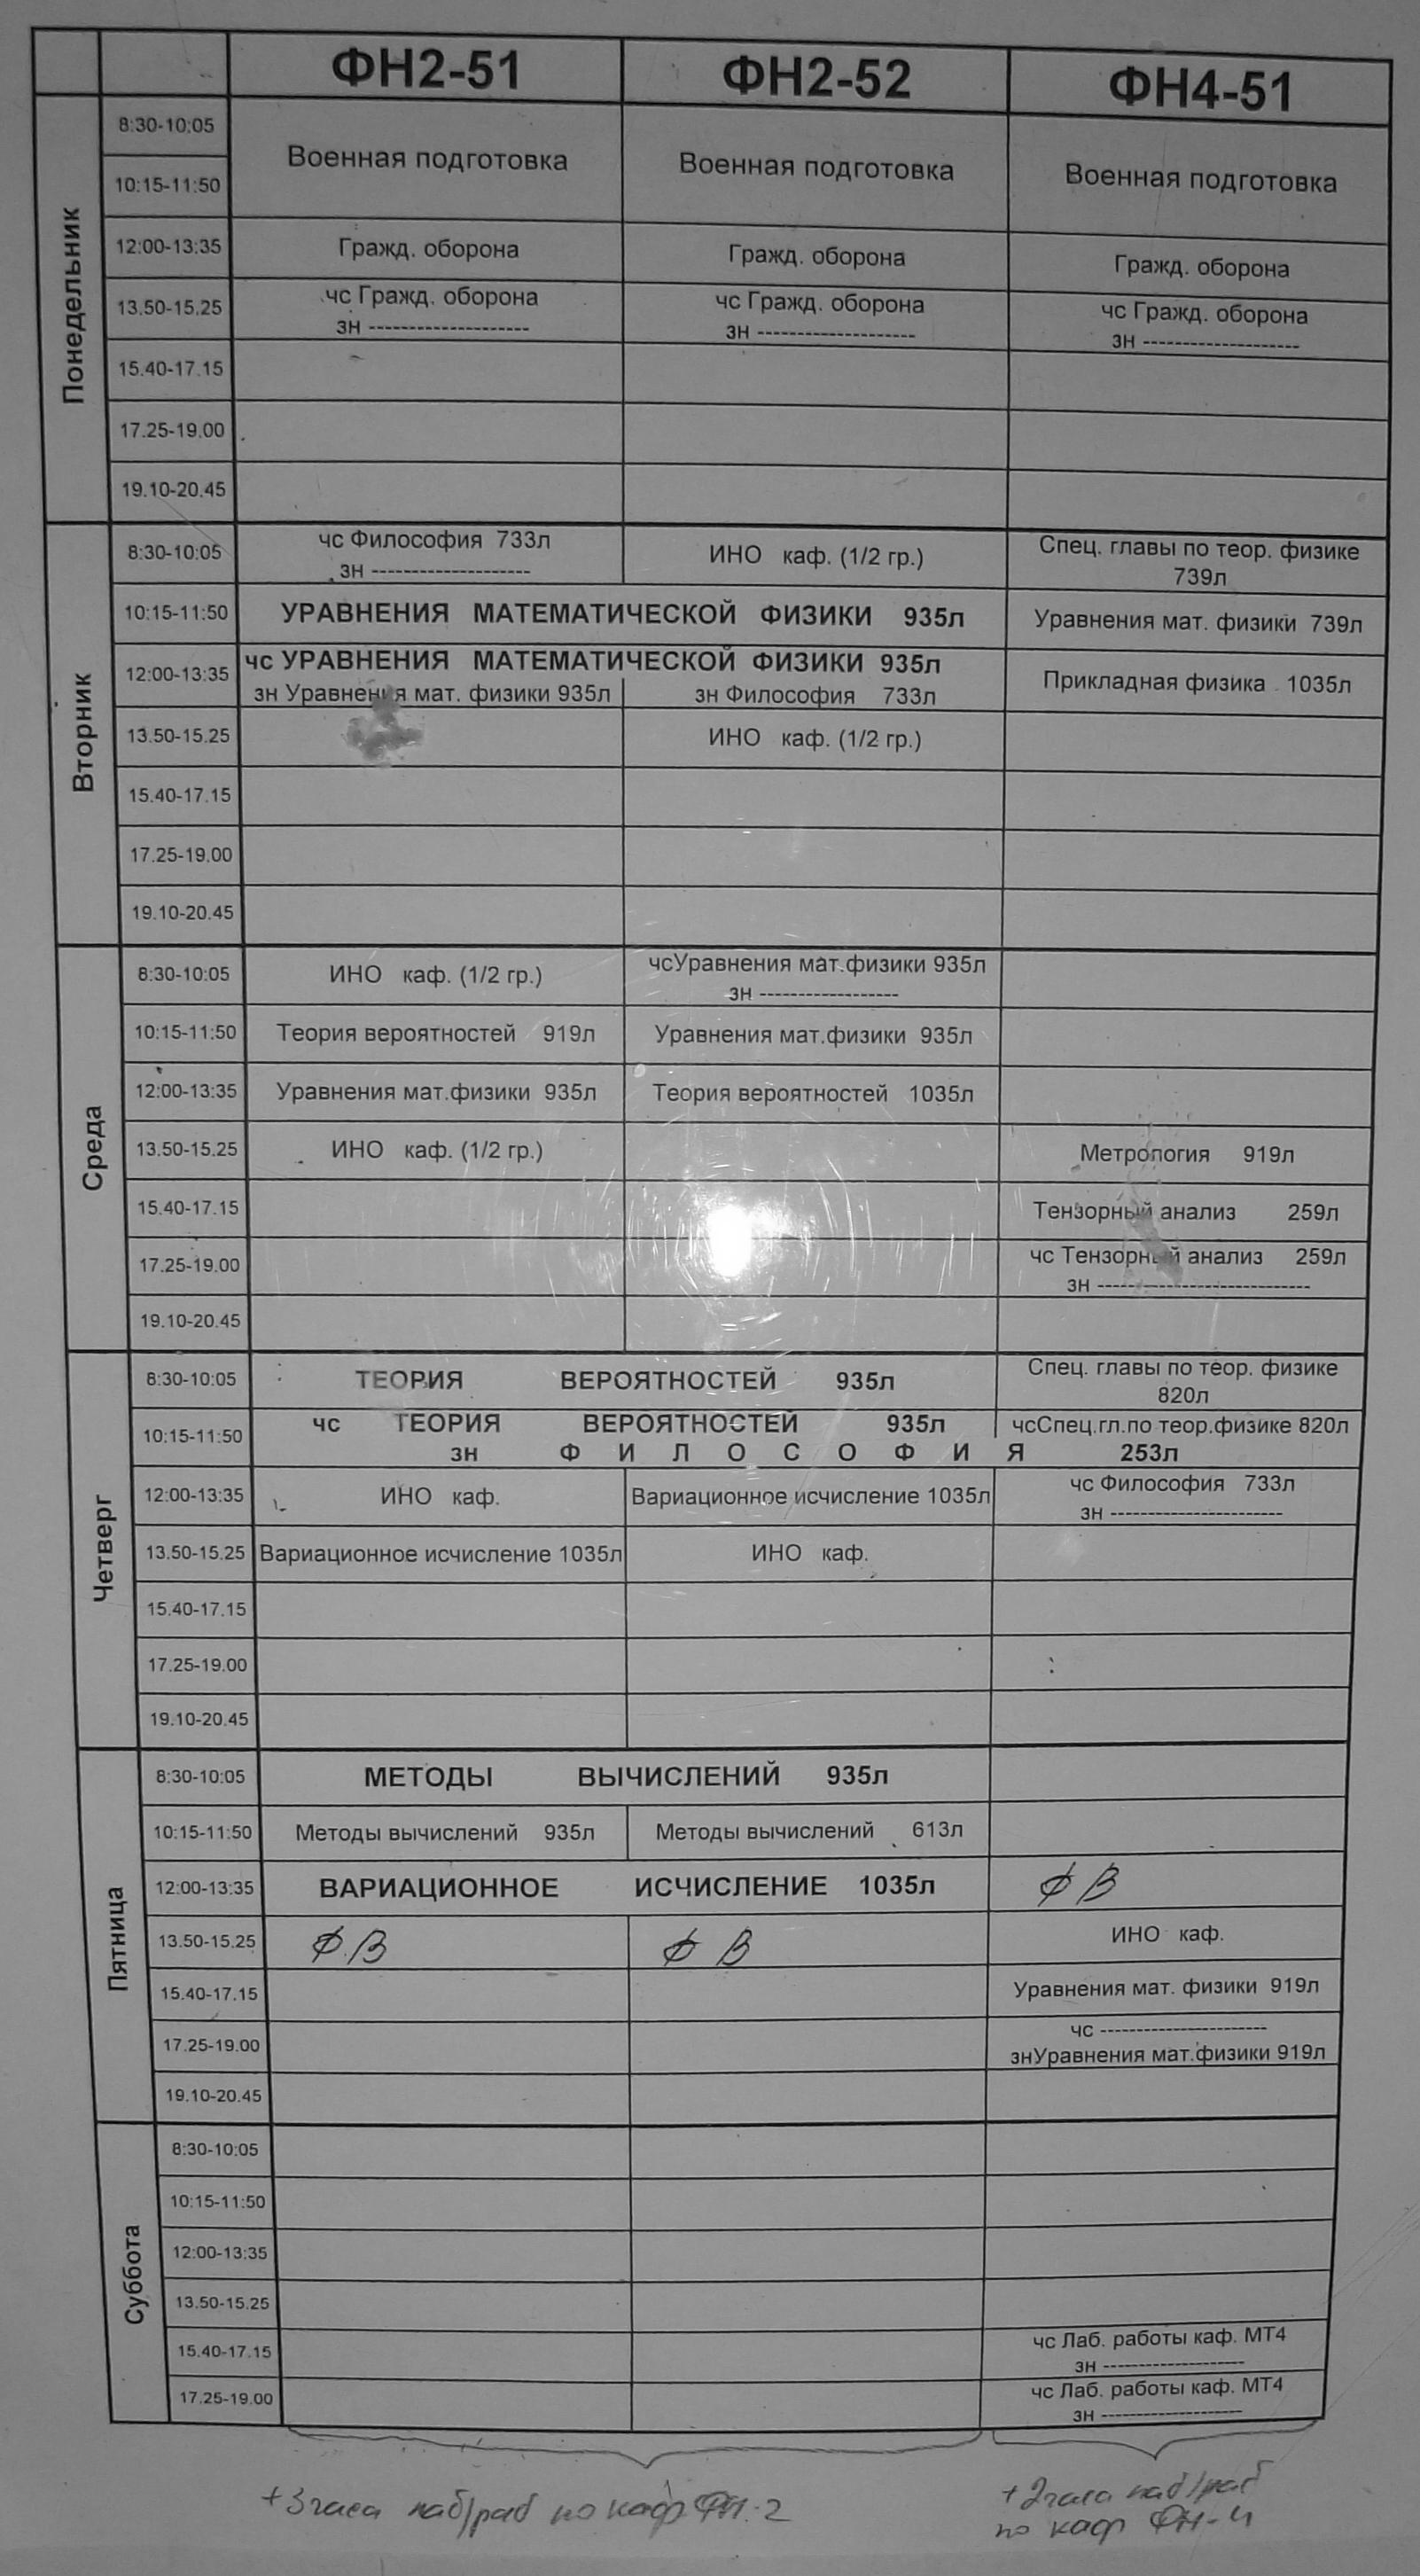 ФН2-51 ФН2-52 ФН4-51
Понедельник
8:30-10:05
Военная подготовка Военная подготовка Военная подготовка
10:15-11:50
12:00-13:35 Гражд. оборона Гражд. оборона Гражд. оборона
13.50-15.25 чс Гражд. оборона чс Гражд. оборона чс Гражд. оборона
зн -------------------- зн -------------------- зн --------------------
15.40-17.15
17.25-19.00
19.10-20.45
Вторник
8:30-10:05 чс Философия 733л ИНО каф. (1/2 гр.) Спец. главы по теор. физике
зн -------------------- 739л
10:15-11:50 УРАВНЕНИЯ МАТЕМАТИЧЕСКОЙ ФИЗИКИ 935л Уравнения мат. физики 739л
12:00-13:35 чс УРАВНЕНИЯ МАТЕМАТИЧЕСКОЙ ФИЗИКИ 935л Прикладная физика 1035л
зн Уравнения мат. физики 935л зн Философия 733л
13.50-15.25 ИНО каф. (1/2 гр.)
15.40-17.15
17.25-19.00
19.10-20.45
Среда
8:30-10:05 ИНО каф. (1/2 гр.) чсУравнения мат.физики 935л
зн ------------------
10:15-11:50 Теория вероятностей 919л Уравнения мат.физики 935л
12:00-13:35 Уравнения мат.физики 935л Теория вероятностей 1035л
13.50-15.25 ИНО каф. (1/2 гр.) Метрология 919л
15.40-17.15 Тензорный анализ 259л
17.25-19.00 чс Тензорный анализ 259л
зн ----------------------------
19.10-20.45
Четверг
8:30-10:05 ТЕОРИЯ ВЕРОЯТНОСТЕЙ 935л Спец. главы по теор. физике
820л
10:15-11:50 чс ТЕОРИЯ ВЕРОЯТНОСТЕЙ 935л чсСпец.гл.по теор.физике 820л
зн Ф И Л О С О Ф И Я 253л
12:00-13:35 ИНО каф. Вариационное исчисление 1035л чс Философия 733л
зн -----------------------
13.50-15.25 Вариационное исчисление 1035л ИНО каф.
15.40-17.15
17.25-19.00
19.10-20.45
Пятница
8:30-10:05 МЕТОДЫ ВЫЧИСЛЕНИЙ 935л
10:15-11:50 Методы вычислений 935л Методы вычислений 613л
12:00-13:35 ВАРИАЦИОННОЕ ИСЧИСЛЕНИЕ 1035л ФВ
13.50-15.25 Ф.В ФВ ИНО каф.
15.40-17.15 Уравнения мат. физики 919л
17.25-19.00 чс -----------------------
знУравнения мат.физики 919л
19.10-20.45
Суббота
8:30-10:05
10:15-11:50
12:00-13:35
13.50-15.25
15.40-17.15 чс Лаб. работы каф. МТ4
зн --------------------
17.25-19.00 чс Лаб. работы каф. МТ4
зн --------------------
+3 часа лаб/раб по каф ФН-2
+2 часа лаб/раб
по каф ФН-4